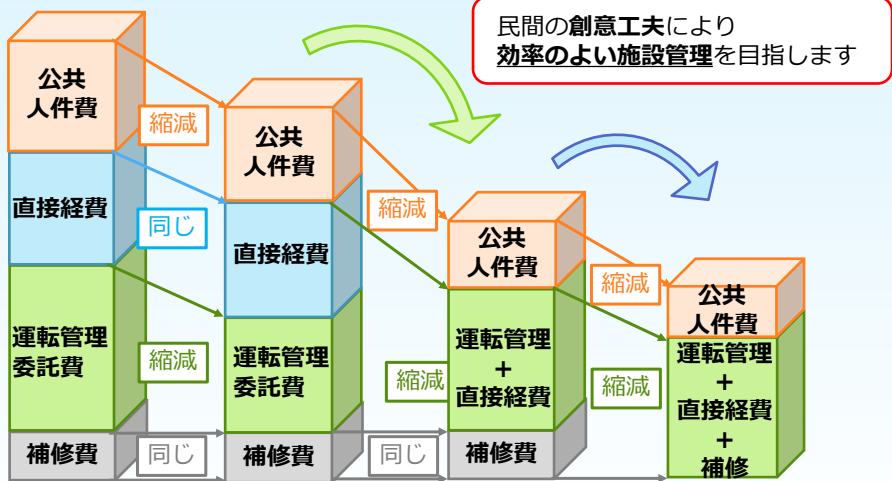 民間の創意工夫により
効率のよい施設管理を目指します
公共
人件費
直接経費
運転管理
委託費
補修費
縮減
同じ
縮減
同じ
公共
人件費
直接経費
運転管理
委託費
補修費
縮減
縮減
同じ
公共
人件費
運転管理
+
直接経費
補修費
縮減
縮減
公共
人件費
運転管理
+
直接経費
+
補修